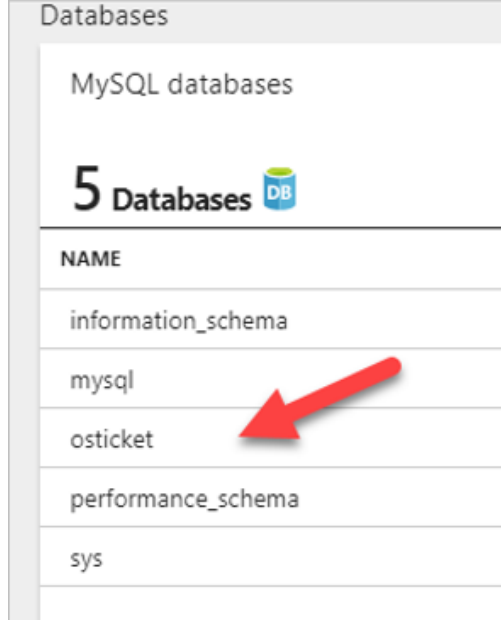 Databases
MySQL databases
5 Databases DB
NAME
information_schema
mysql
osticket
performance_schema
sys